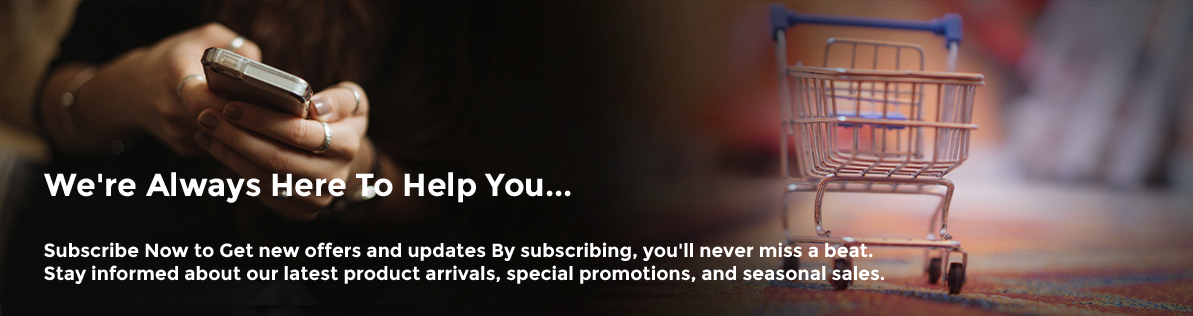 We're Always Here To Help You...
Subscribe Now to Get new offers and updates By subscribing, you'll never miss a beat.
Stay informed about our latest product arrivals, special promotions, and seasonal sales.